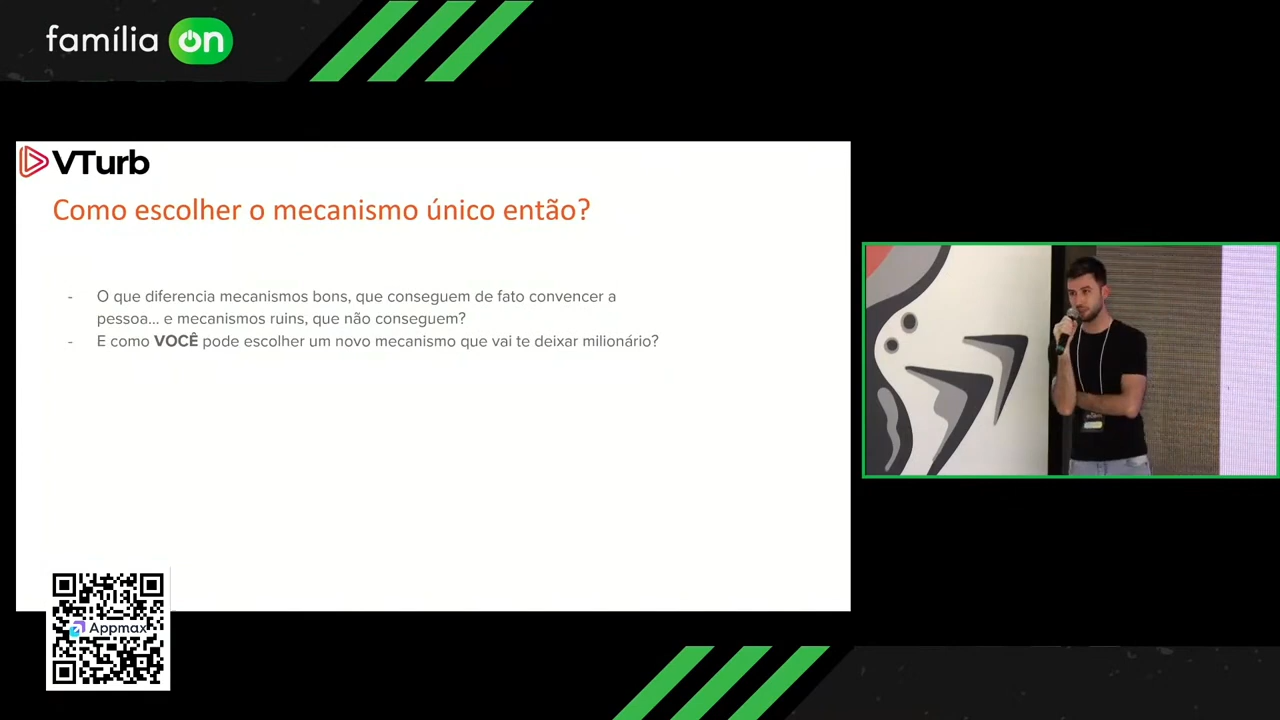 família on
VTurb
Como escolher o mecanismo único então?
- O que diferencia mecanismos bons, que conseguem de fato convencer a
pessoa... e mecanismos ruins, que não conseguem?
- E como VOCÊ pode escolher um novo mecanismo que vai te deixar milionário?
Appmax